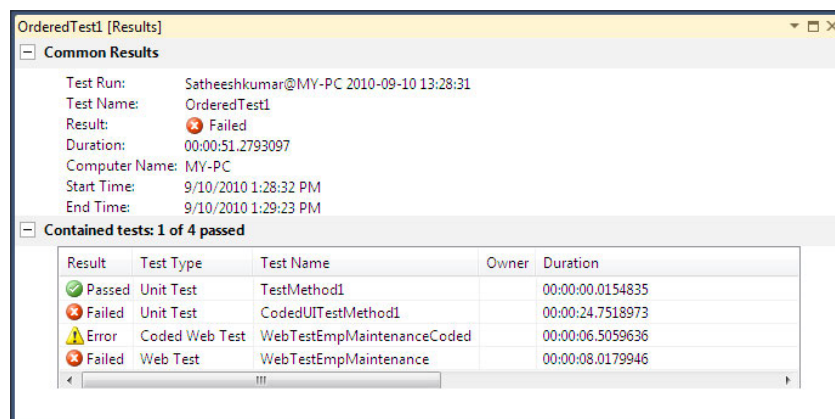 OrderedTest1 [Results]
Common Results
Test Run: Satheeshkumar@MY-PC 2010-09-10 13:28:31
Test Name: OrderedTest1
Result: Failed
Duration: 00:00:51.2793097
Computer Name: MY-PC
Start Time: 9/10/2010 1:28:32 PM
End Time: 9/10/2010 1:29:23 PM
Contained tests: 1 of 4 passed
Result Test Type Test Name Owner Duration
Passed Unit Test TestMethod1 00:00:00.0154835
Failed Unit Test CodedUITestMethod1 00:00:24.7518973
Error Coded Web Test WebTestEmpMaintenanceCoded 00:00:06.5059636
Failed Web Test WebTestEmpMaintenance 00:00:08.0179946